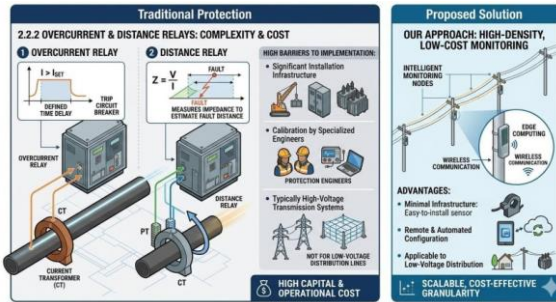 Traditional Protection
2.2.2 OVERCURRENT & DISTANCE RELAYS: COMPLEXITY & COST
1 OVERCURRENT RELAY
I > ISET
DEFINED
TIME DELAY
TRIP
CIRCUIT
BREAKER
OVERCURRENT
RELAY
CT
CURRENT
TRANSFORMER
(CT)
2 DISTANCE RELAY
Z = V
I
FAULT
FAULT
MEASURES IMPEDANCE TO
ESTIMATE FAULT DISTANCE
PT
DISTANCE
RELAY
CT
HIGH BARRIERS TO IMPLEMENTATION:
• Significant Installation
Infrastructure
• Calibration by Specialized
Engineers
PROTECTION ENGINEERS
• Typically High-Voltage
Transmission Systems
NOT FOR LOW-VOLTAGE
DISTRIBUTION LINES
HIGH CAPITAL &
OPERATIONAL COST
Proposed Solution
OUR APPROACH: HIGH-DENSITY,
LOW-COST MONITORING
INTELLIGENT
MONITORING
NODES
EDGE
COMPUTING
WIRELESS
COMMUNICATION
WIRELESS COMMUNICATION
ADVANTAGES:
• Minimal Infrastructure:
Easy-to-install sensor
• Remote & Automated
Configuration
• Applicable to
Low-Voltage Distribution
SCALABLE, COST-EFFECTIVE
GRANULARITY